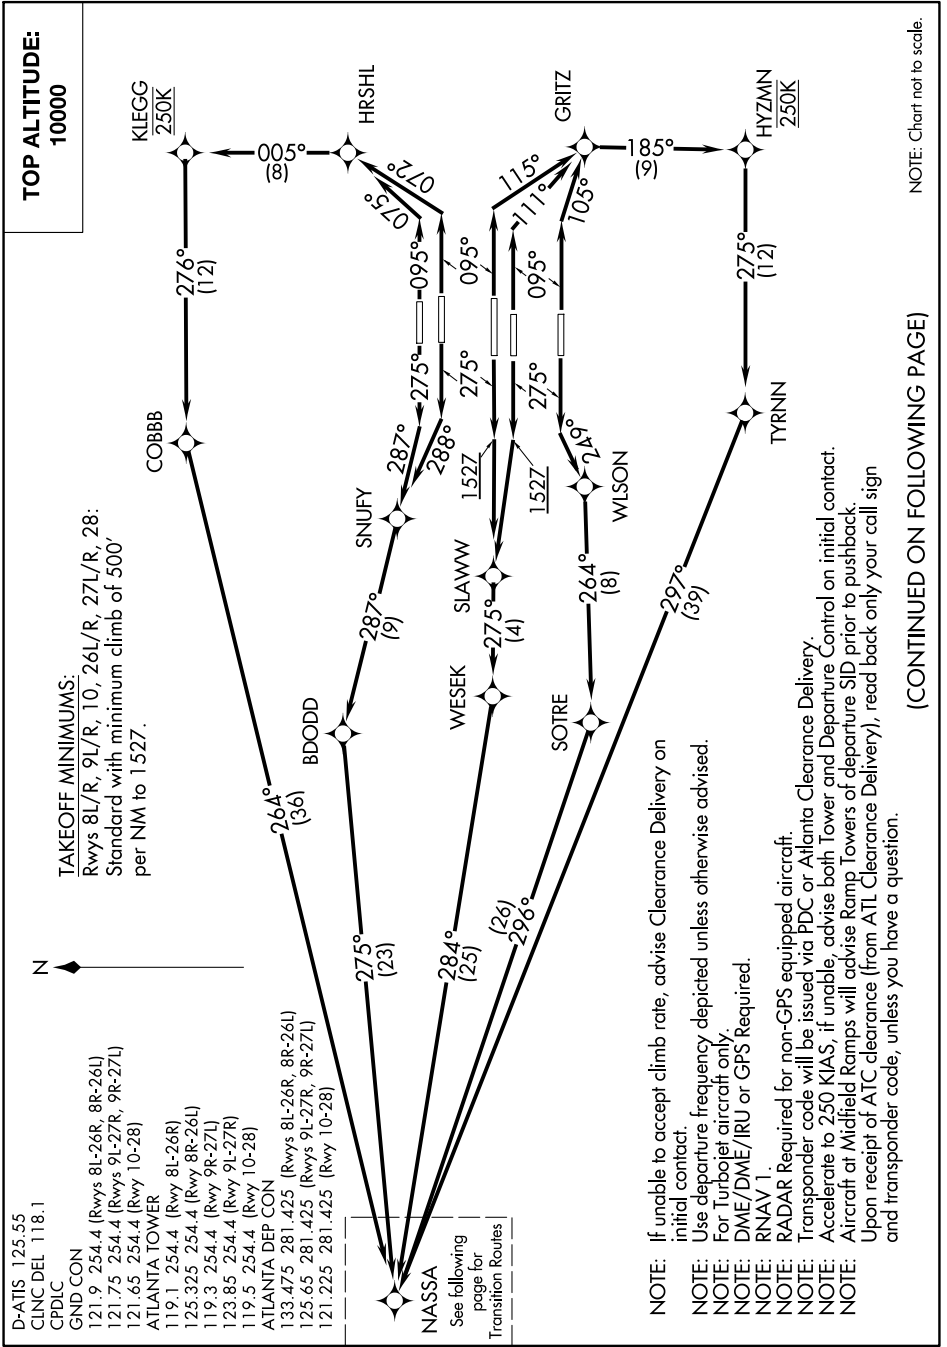 TOP ALTITUDE:
10000
D-ATIS 125.55
CLNC DEL 118.1
CPDLC
GND CON
121.9 254.4 (Rwys 8L-26R, 8R-26L)
121.75 254.4 (Rwys 9L-27R, 9R-27L)
121.65 254.4 (Rwy 10-28)
ATLANTA TOWER
119.1 254.4 (Rwy 8L-26R)
125.325 254.4 (Rwy 8R-26L)
119.3 254.4 (Rwy 9R-27L)
123.85 254.4 (Rwy 9L-27R)
119.5 254.4 (Rwy 10-28)
ATLANTA DEP CON
133.475 281.425 (Rwys 8L-26R, 8R-26L)
125.65 281.425 (Rwys 9L-27R, 9R-27L)
121.225 281.425 (Rwy 10-28)
N
TAKEOFF MINIMUMS:
Rwys 8L/R, 9L/R, 10, 26L/R, 27L/R, 28:
Standard with minimum climb of 500'
per NM to 1527.
KLEGG
250K
HRSHL
005°
(8)
276°
(12)
COBBB
264°
(36)
072°
075°
095°
275°
287°
288°
SNUFY
287°
(9)
BDODD
275°
(23)
GRITZ
115°
111°
105°
095°
095°
275°
275°
1527
1527
SLAWW
275°
(4)
WESEK
284°
(25)
249°
WLSON
264°
(8)
SOTRE
296°
(26)
185°
(9)
HYZMN
250K
275°
(12)
TYRNN
297°
(39)
NASSA
See following
page for
Transition Routes
NOTE: Chart not to scale.
NOTE: If unable to accept climb rate, advise Clearance Delivery on
initial contact.
NOTE: Use departure frequency depicted unless otherwise advised.
NOTE: For Turbojet aircraft only.
NOTE: DME/DME/IRU or GPS Required.
NOTE: RNAV 1.
NOTE: RADAR Required for non-GPS equipped aircraft.
NOTE: Transponder code will be issued via PDC or Atlanta Clearance Delivery.
NOTE: Accelerate to 250 KIAS, if unable, advise both Tower and Departure Control on initial contact.
NOTE: Aircraft at Midfield Ramps will advise Ramp Towers of departure SID prior to pushback.
Upon receipt of ATC clearance (from ATL Clearance Delivery), read back only your call sign
and transponder code, unless you have a question.
(CONTINUED ON FOLLOWING PAGE)